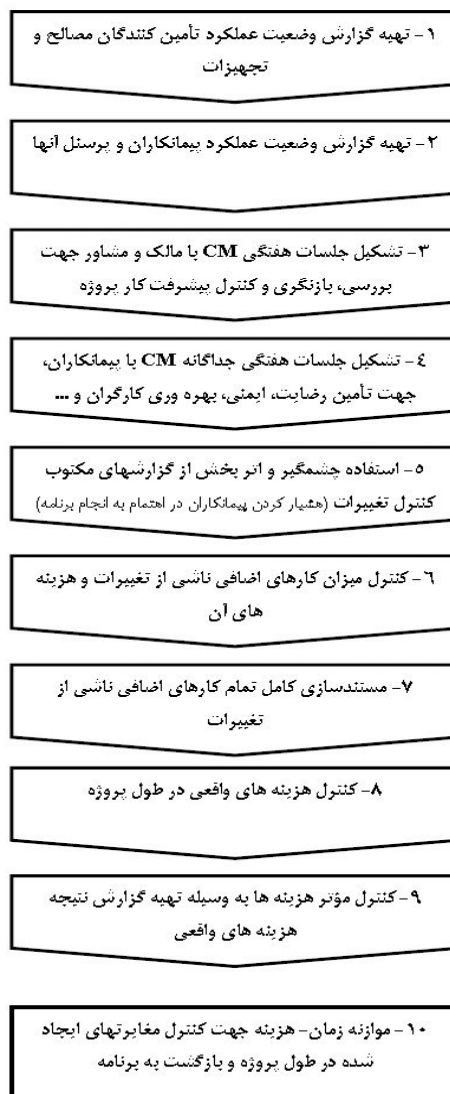 ۱- تهیه گزارش وضعیت عملکرد تأمین کنندگان مصالح و
تجهیزات
۲- تهیه گزارش وضعیت عملکرد پیمانکاران و پرسنل آنها
۳- تشکیل جلسات هفتگی CM با مالک و مشاور جهت
بررسی، بازنگری و کنترل پیشرفت کار پروژه
٤- تشکیل جلسات هفتگی جداگانه CM با پیمانکاران،
جهت تأمین رضایت، ایمنی، بهره وری کارگران و ...
٥- استفاده چشمگیر و اثر بخش از گزارشهای مکتوب
کنترل تغییرات (هشیار کردن پیمانکاران در اهتمام به انجام برنامه)
٦- کنترل میزان کارهای اضافی ناشی از تغییرات و هزینه
های آن
۷- مستندسازی کامل تمام کارهای اضافی ناشی از
تغییرات
۸- کنترل هزینه های واقعی در طول پروژه
۹- کنترل مؤثر هزینه ها به وسیله تهیه گزارش نتیجه
هزینه های واقعی
۱۰- موازنه زمان- هزینه جهت کنترل مغایرتهای ایجاد
شده در طول پروژه و بازگشت به برنامه